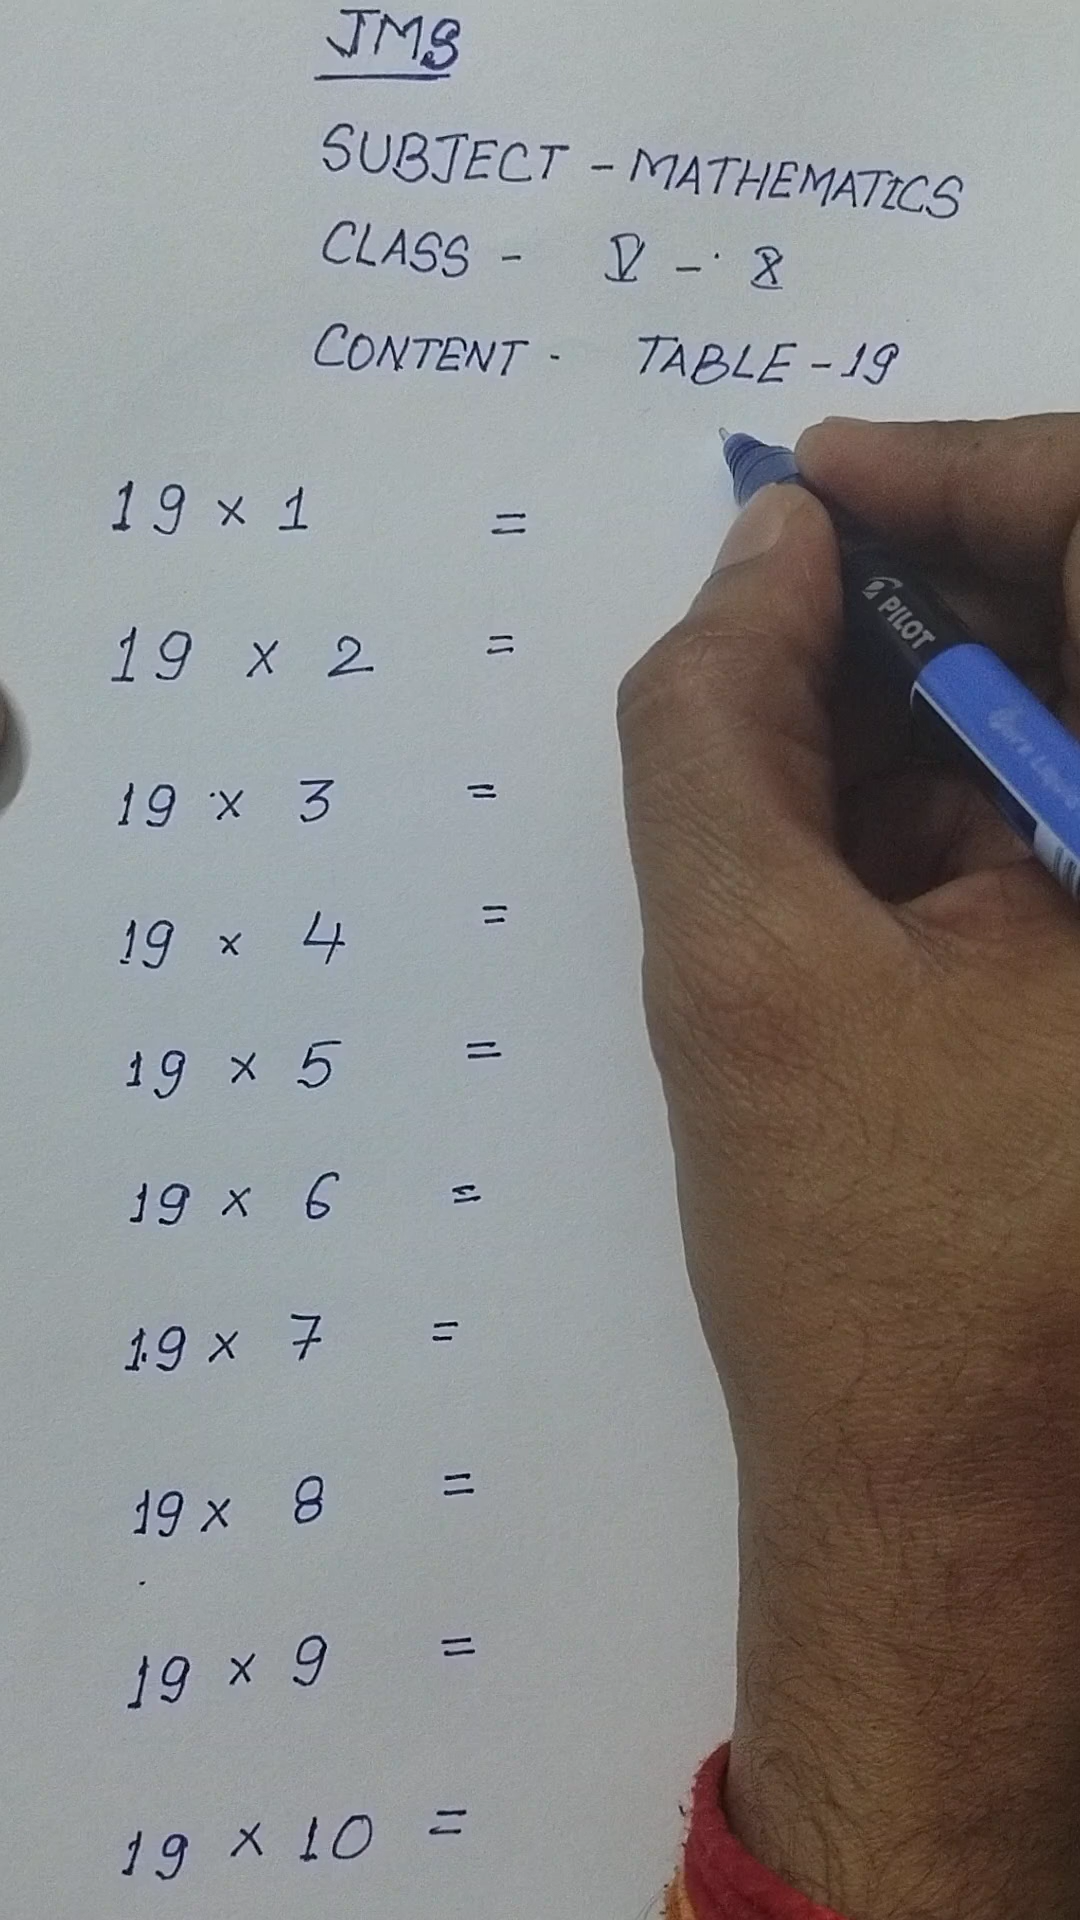 JMS
SUBJECT - MATHEMATICS
CLASS - V - X
CONTENT - TABLE - 19
19 × 1 =
19 × 2 =
19 × 3 =
19 × 4 =
19 × 5 =
19 × 6 =
19 × 7 =
19 × 8 =
19 × 9 =
19 × 10 =
PILOT